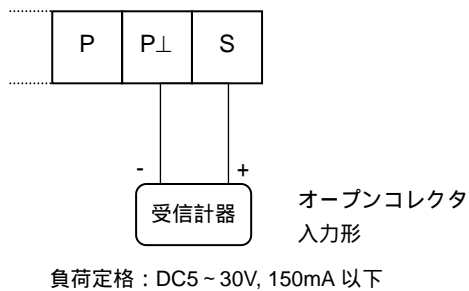 P P⊥ S
- +
受信計器
オープンコレクタ
入力形
負荷定格：DC5～30V, 150mA 以下